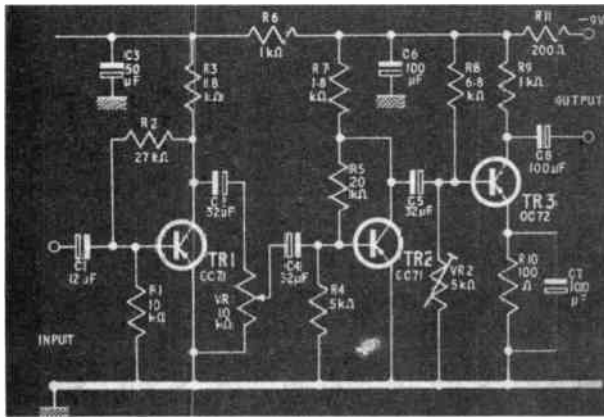 R11
-9V
200Ω
C3
50
µF
R3
1.8
kΩ
R6
1kΩ
R7
1.8
kΩ
C6
100
µF
R8
6.8
kΩ
R9
1kΩ
OUTPUT
C8
100µF
R2
27kΩ
R5
20
kΩ
C5
32µF
TR3
OC72
32µF
TR1
OC71
TR2
OC71
C4
32µF
C1
R1
10
kΩ
VR
10
kΩ
R4
5kΩ
VR2
5kΩ
R10
100
Ω
C7
100
µF
INPUT